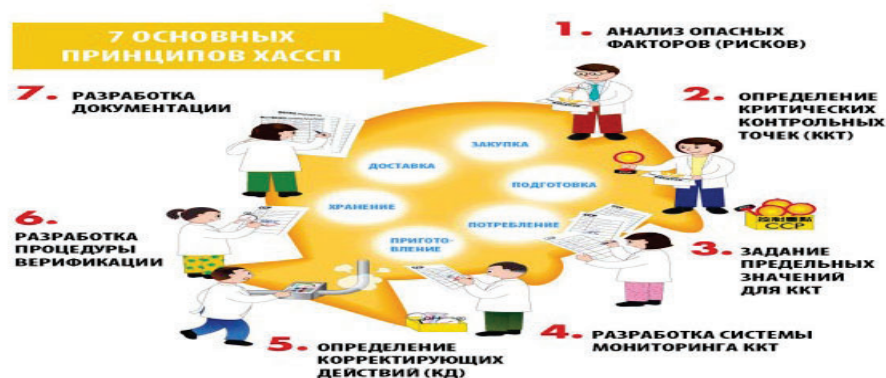 7 ОСНОВНЫХ
ПРИНЦИПОВ ХАССП
1. АНАЛИЗ ОПАСНЫХ
ФАКТОРОВ (РИСКОВ)
2. ОПРЕДЕЛЕНИЕ
КРИТИЧЕСКИХ
КОНТРОЛЬНЫХ
ТОЧЕК (ККТ)
3. ЗАДАНИЕ
ПРЕДЕЛЬНЫХ
ЗНАЧЕНИЙ
ДЛЯ ККТ
4. РАЗРАБОТКА СИСТЕМЫ
МОНИТОРИНГА ККТ
5. ОПРЕДЕЛЕНИЕ
КОРРЕКТИРУЮЩИХ
ДЕЙСТВИЙ (КД)
6.
РАЗРАБОТКА
ПРОЦЕДУРЫ
ВЕРИФИКАЦИИ
7. РАЗРАБОТКА
ДОКУМЕНТАЦИИ
ЗАКУПКА
ДОСТАВКА
ПОДГОТОВКА
ХРАНЕНИЕ
ПОТРЕБЛЕНИЕ
ПРИГОТО-
ВЛЕНИЕ
CCP